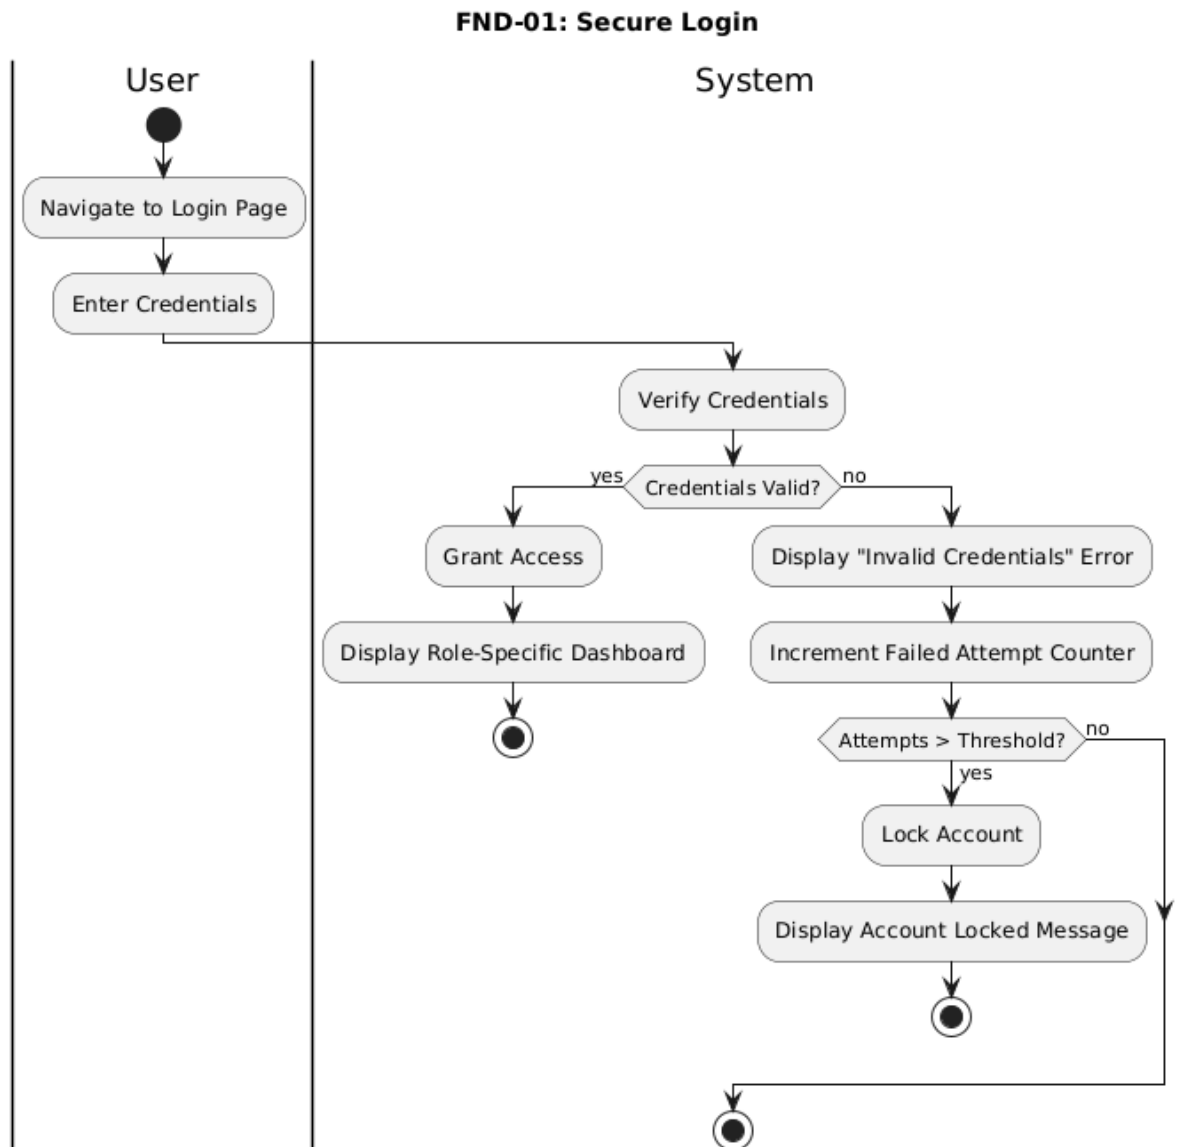 FND-01: Secure Login
User
System
Navigate to Login Page
Enter Credentials
Verify Credentials
yes
Credentials Valid?
no
Grant Access
Display "Invalid Credentials" Error
Display Role-Specific Dashboard
Increment Failed Attempt Counter
Attempts > Threshold?
no
yes
Lock Account
Display Account Locked Message